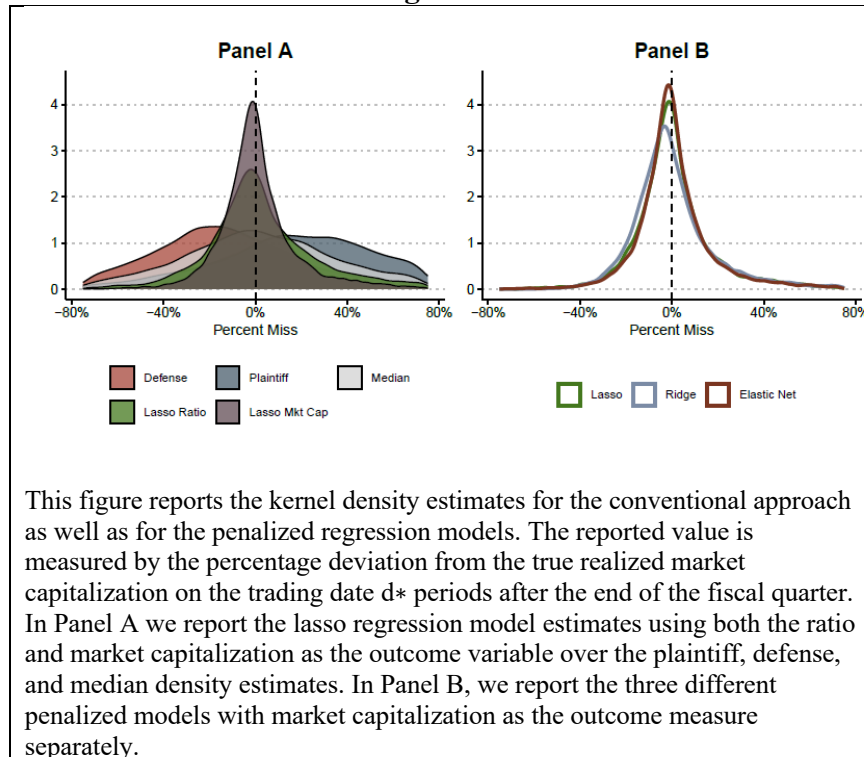 Panel A
Panel B
4
3
2
1
0
−80%
−40%
0%
40%
80%
Percent Miss
4
3
2
1
0
−80%
−40%
0%
40%
80%
Percent Miss
Defense
Plaintiff
Median
Lasso Ratio
Lasso Mkt Cap
Lasso
Ridge
Elastic Net
This figure reports the kernel density estimates for the conventional approach
as well as for the penalized regression models. The reported value is
measured by the percentage deviation from the true realized market
capitalization on the trading date d∗ periods after the end of the fiscal quarter.
In Panel A we report the lasso regression model estimates using both the ratio
and market capitalization as the outcome variable over the plaintiff, defense,
and median density estimates. In Panel B, we report the three different
penalized models with market capitalization as the outcome measure
separately.